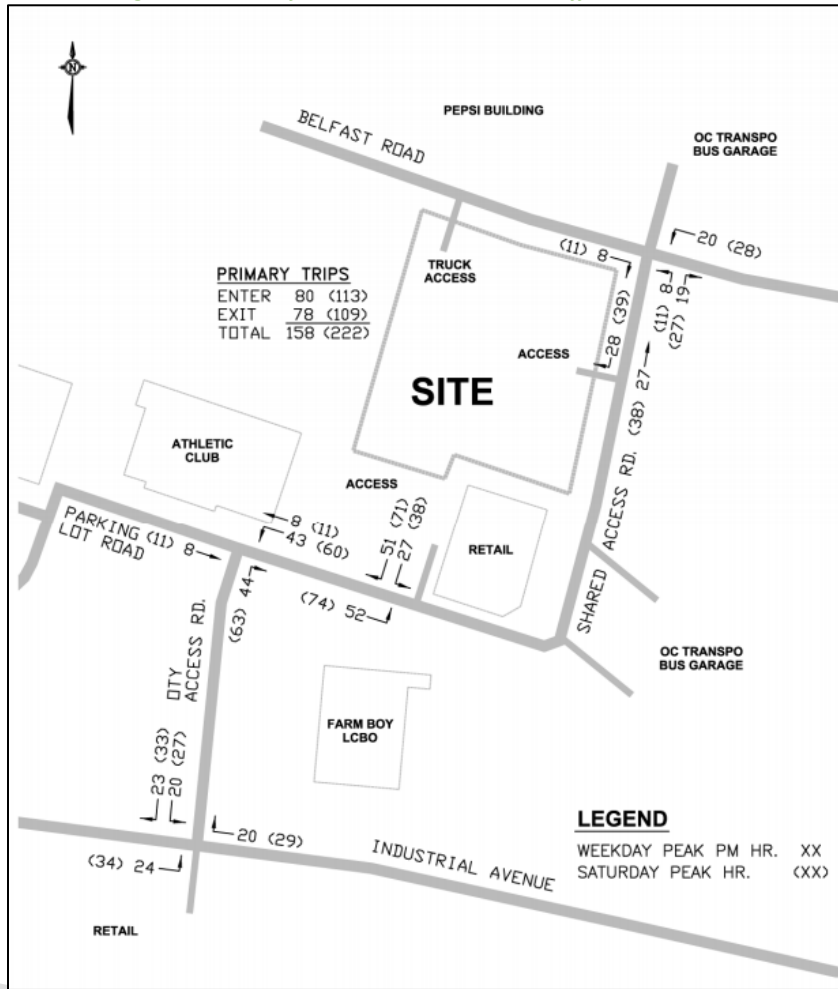 N
PEPSI BUILDING
BELFAST ROAD
OC TRANSPO
BUS GARAGE
20 (28)
(11) 8
TRUCK
ACCESS
PRIMARY TRIPS
ENTER 80 (113)
EXIT 78 (109)
TOTAL 158 (222)
28 (39)
(11) 8
(27) 19
ACCESS
SITE
(38) 27
SHARED ACCESS RD.
ATHLETIC
CLUB
ACCESS
RETAIL
8 (11)
43 (60)
51 (71)
27 (38)
PARKING
LOT ROAD
(11) 8
(63) 44
(74) 52
QTY
ACCESS RD.
OC TRANSPO
BUS GARAGE
FARM BOY
LCBO
23 (33)
20 (27)
20 (29)
(34) 24
INDUSTRIAL AVENUE
RETAIL
LEGEND
WEEKDAY PEAK PM HR. XX
SATURDAY PEAK HR. (XX)